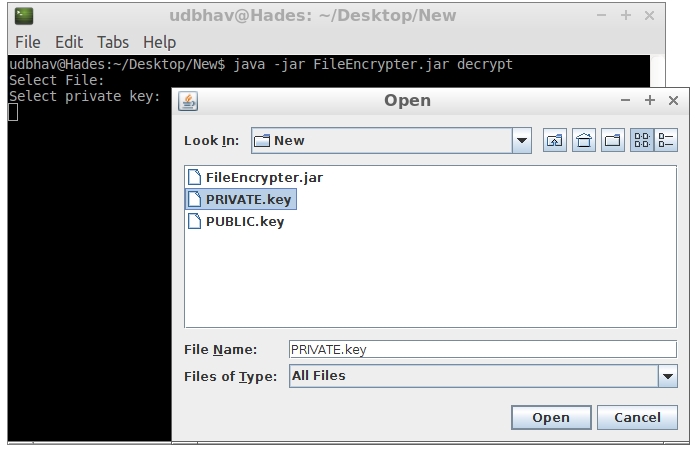 udbhav@Hades: ~/Desktop/New
File Edit Tabs Help
udbhav@Hades:~/Desktop/New$ java -jar FileEncrypter.jar decrypt
Select File:
Select private key:
Open
Look In: New
FileEncrypter.jar
PRIVATE.key
PUBLIC.key
File Name: PRIVATE.key
Files of Type: All Files
Open Cancel